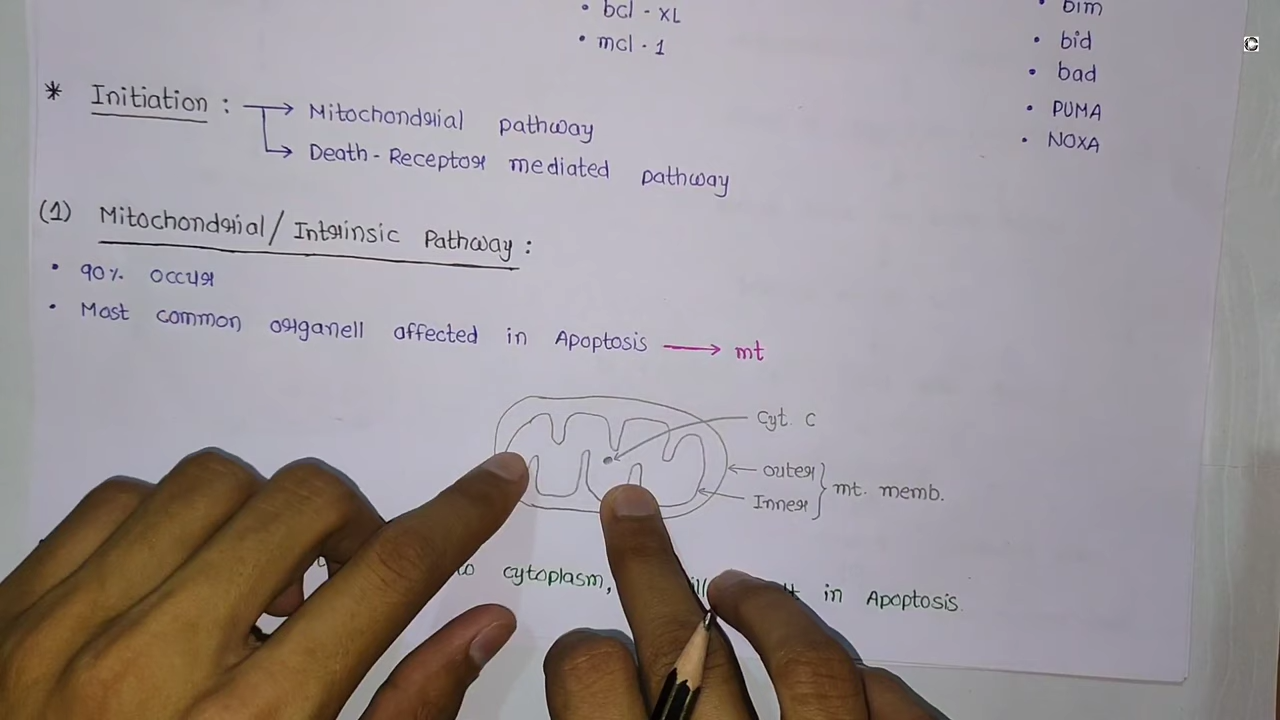 • bcl - XL
• mcl - 1
• bim
• bid
• bad
• PUMA
• NOXA
* Initiation : → Mitochondrial pathway
→ Death - Receptor mediated pathway
(1) Mitochondrial / Intrinsic Pathway :
• 90% occur
• Most common organell affected in Apoptosis → mt
Cyt. C
outer
Inner
mt. memb.
cytoplasm, in Apoptosis.